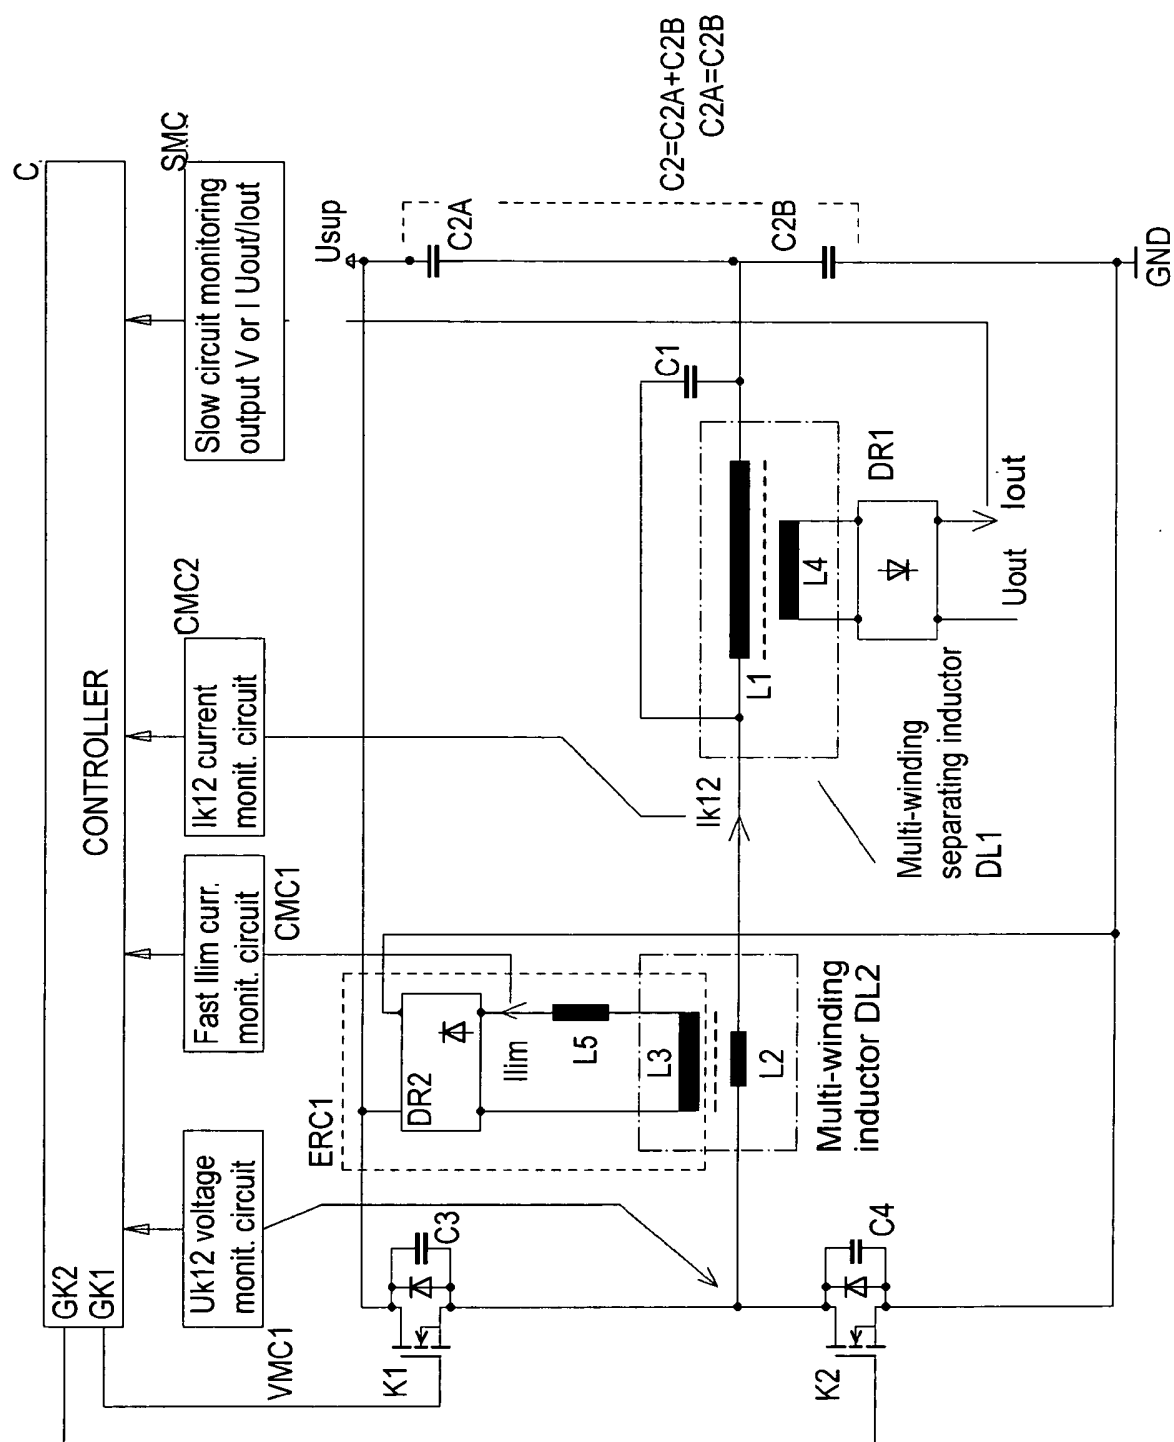 C
CONTROLLER
GK2
GK1
VMC1
Uk12 voltage
monit. circuit
Fast Ilim curr.
monit. circuit
CMC1
Ik12 current
monit. circuit
CMC2
Slow circuit monitoring
output V or I Uout/Iout
SMC
Usup
C2A
C2=C2A+C2B
C2A=C2B
C2B
GND
K1
C3
K2
C4
ERC1
DR2
Ilim
L5
L3
L2
Multi-winding
inductor DL2
Ik12
C1
L1
L4
DR1
Uout
Iout
Multi-winding
separating inductor
DL1